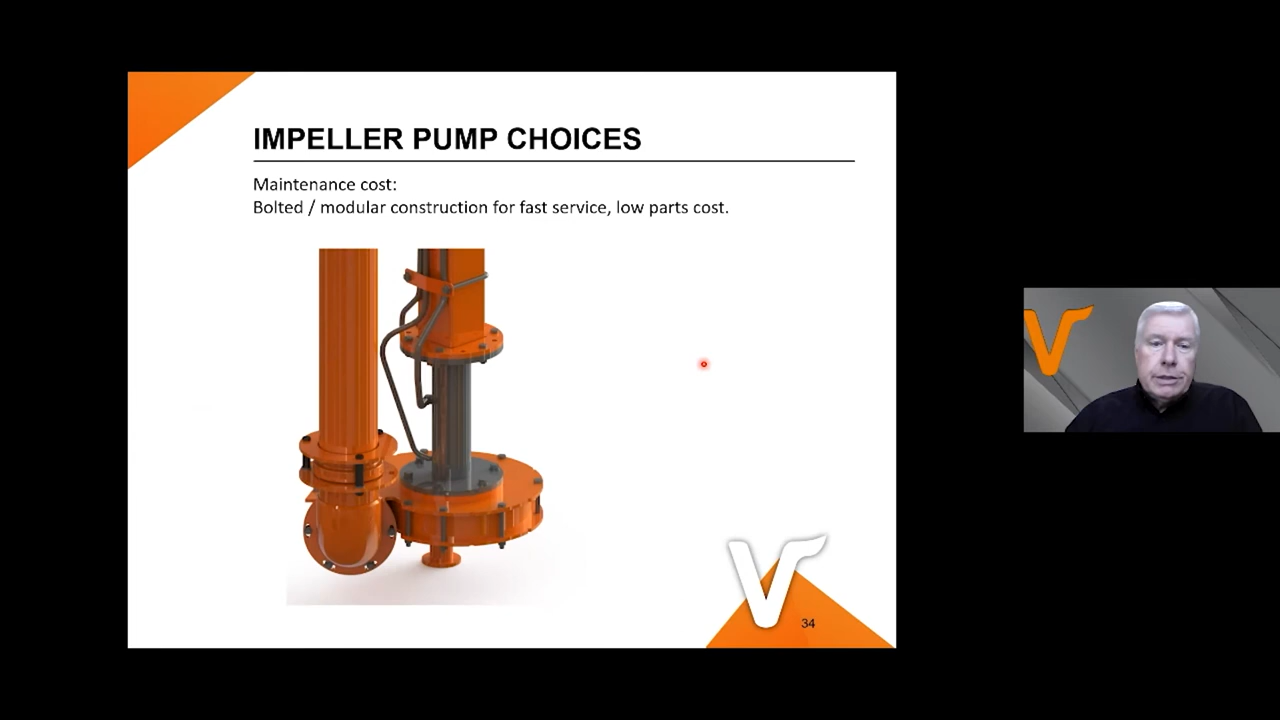 IMPELLER PUMP CHOICES
Maintenance cost:
Bolted / modular construction for fast service, low parts cost.
34